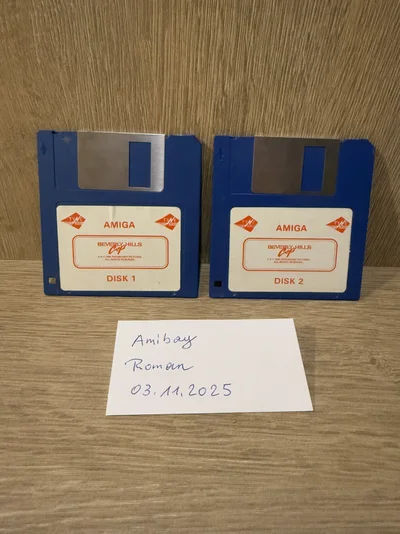 AMIGA
BEVERLY HILLS
Cop
DISK 1
AMIGA
BEVERLY HILLS
Cop
DISK 2
Amibay
Roman
03.11.2025